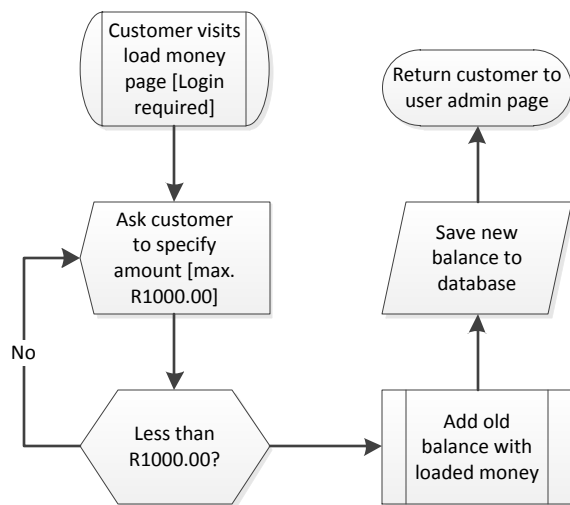 Customer visits
load money
page [Login
required]
Ask customer
to specify
amount [max.
R1000.00]
No
Less than
R1000.00?
Add old
balance with
loaded money
Save new
balance to
database
Return customer to
user admin page